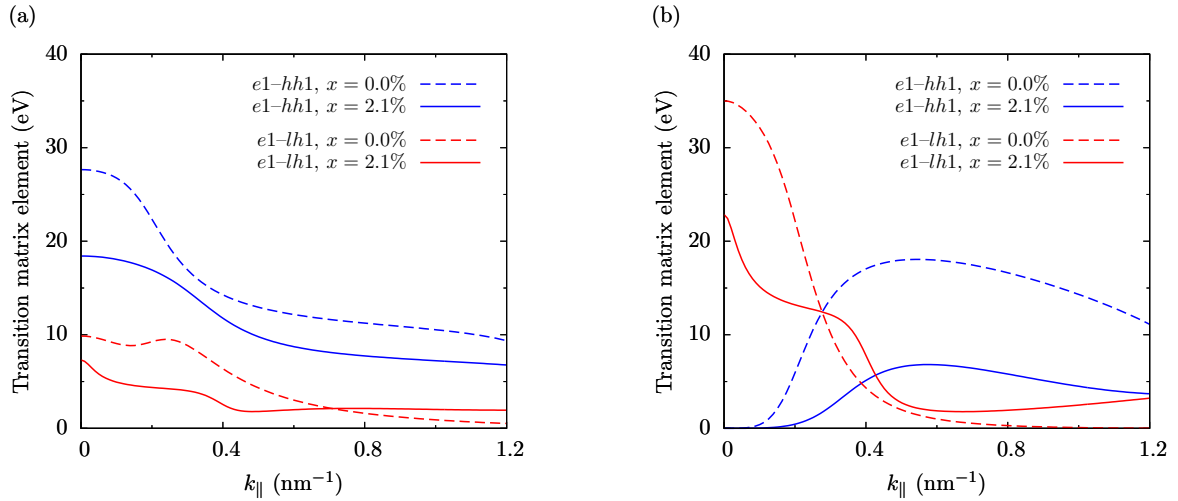 (a)
Transition matrix element (eV)
40
30
20
10
0
e1–hh1, x = 0.0%
e1–hh1, x = 2.1%
e1–lh1, x = 0.0%
e1–lh1, x = 2.1%
0 0.4 0.8 1.2
k∥ (nm⁻¹)
(b)
Transition matrix element (eV)
40
30
20
10
0
e1–hh1, x = 0.0%
e1–hh1, x = 2.1%
e1–lh1, x = 0.0%
e1–lh1, x = 2.1%
0 0.4 0.8 1.2
k∥ (nm⁻¹)